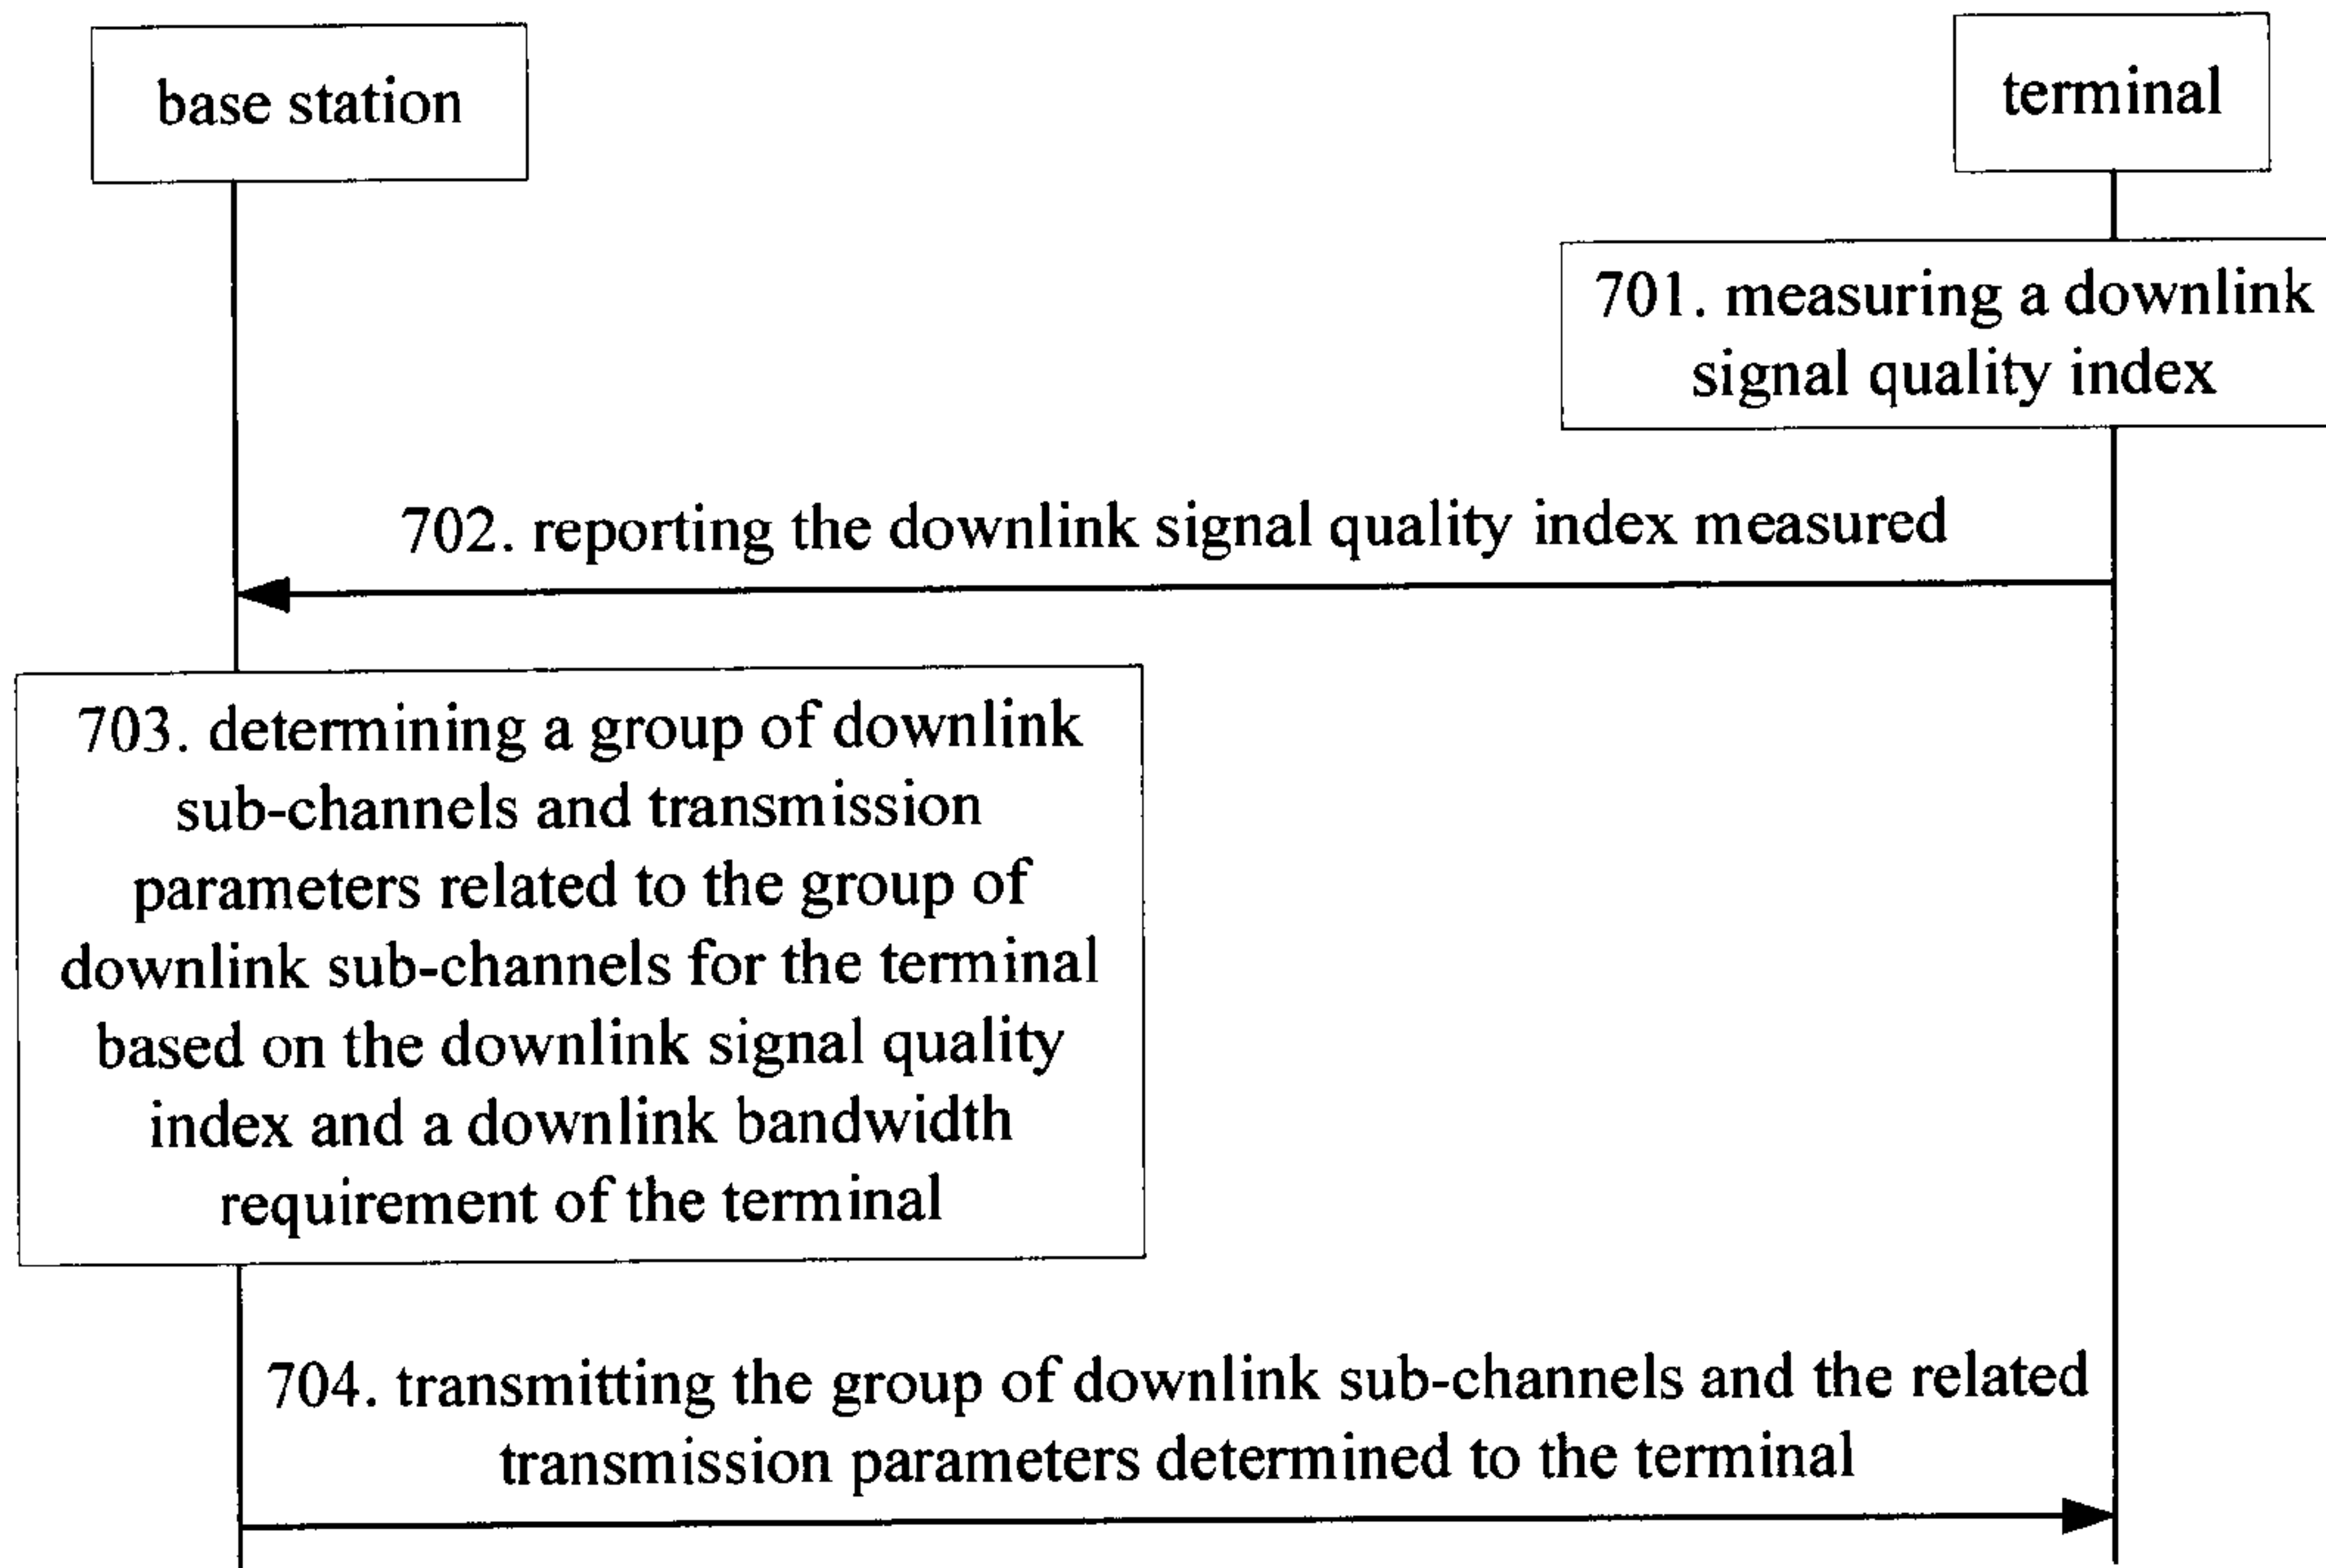 base station
terminal
701. measuring a downlink
signal quality index
702. reporting the downlink signal quality index measured
703. determining a group of downlink
sub-channels and transmission
parameters related to the group of
downlink sub-channels for the terminal
based on the downlink signal quality
index and a downlink bandwidth
requirement of the terminal
704. transmitting the group of downlink sub-channels and the related
transmission parameters determined to the terminal